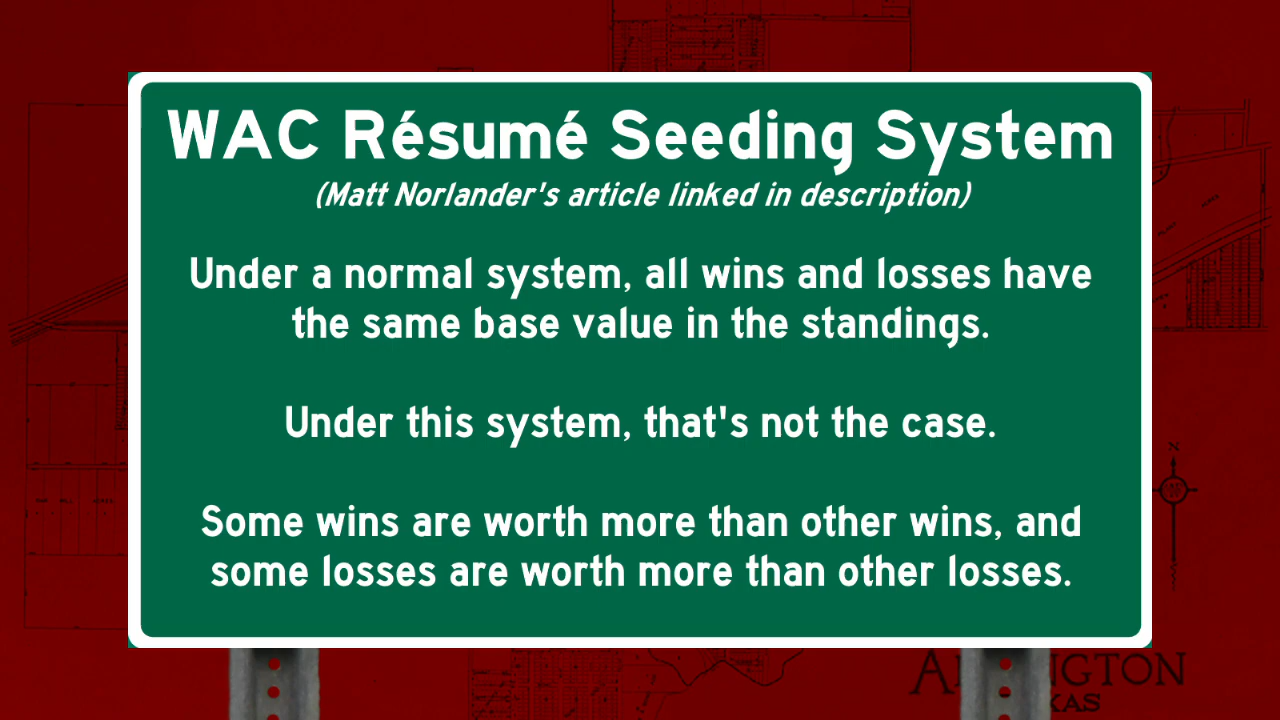 WAC Résumé Seeding System
(Matt Norlander's article linked in description)
Under a normal system, all wins and losses have
the same base value in the standings.
Under this system, that's not the case.
Some wins are worth more than other wins, and
some losses are worth more than other losses.
N